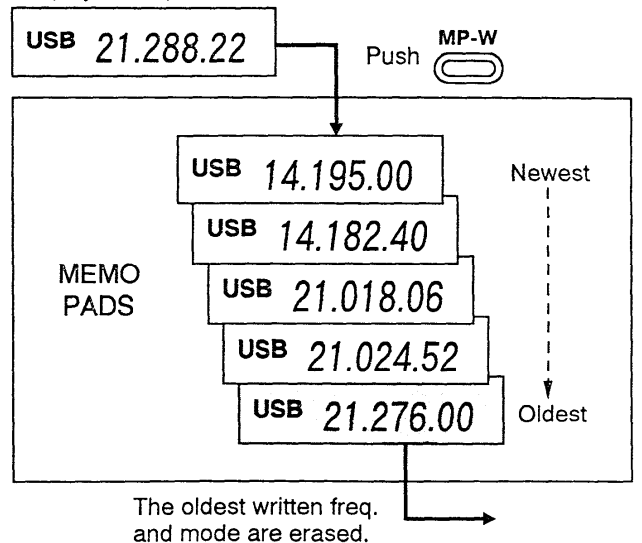 USB 21.288.22
Push MP-W
USB 14.195.00
Newest
USB 14.182.40
MEMO
PADS
USB 21.018.06
USB 21.024.52
USB 21.276.00
Oldest
The oldest written freq.
and mode are erased.